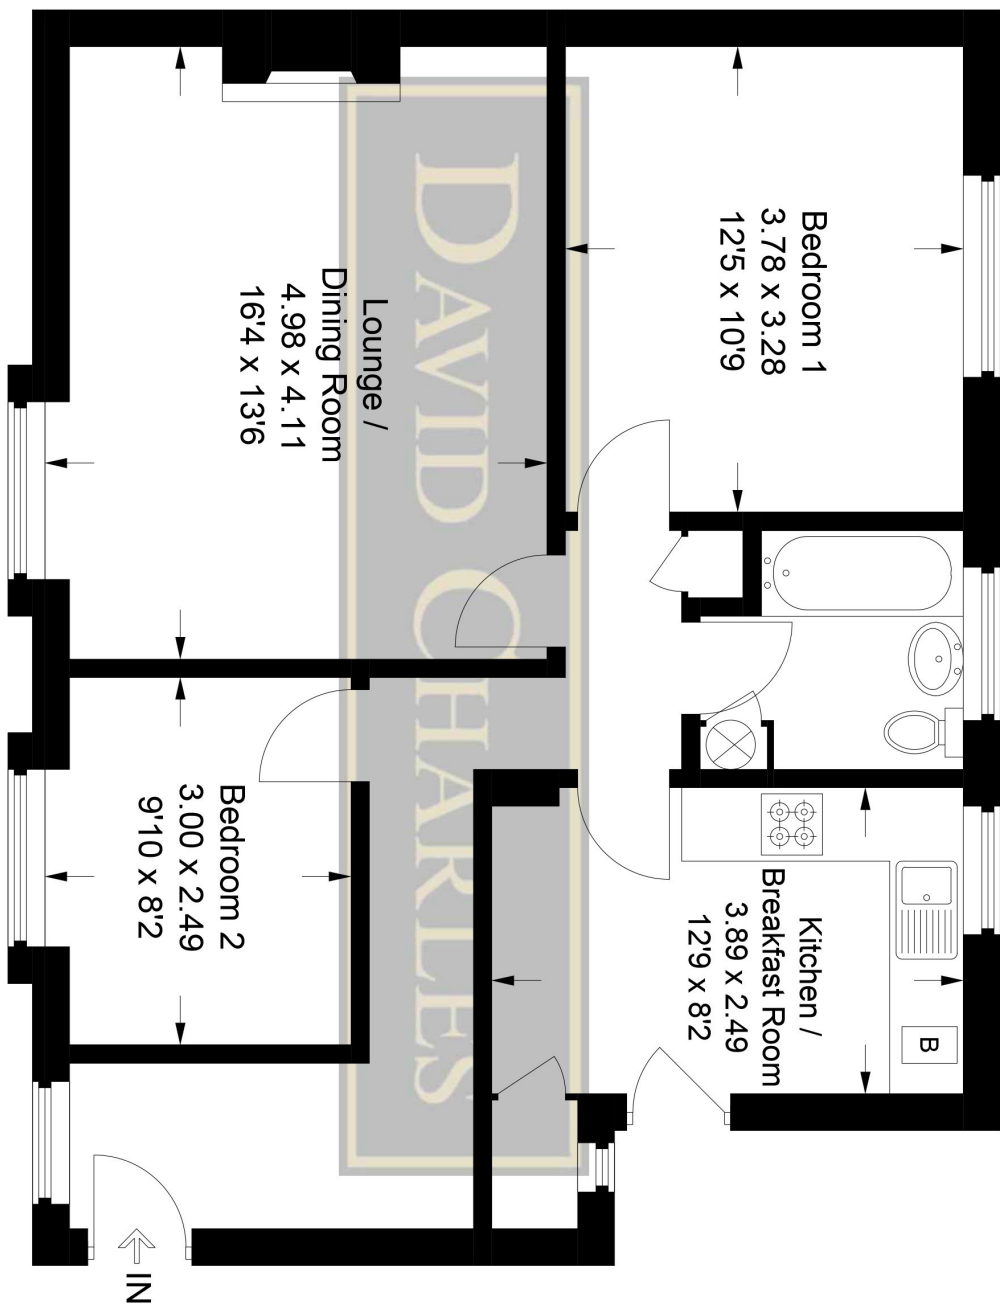 Bedroom 1
3.78 x 3.28
12'5 x 10'9
Kitchen /
Breakfast Room
3.89 x 2.49
12'9 x 8'2
B
DAVID CHARLES
Lounge /
Dining Room
4.98 x 4.11
16'4 x 13'6
Bedroom 2
3.00 x 2.49
9'10 x 8'2
IN